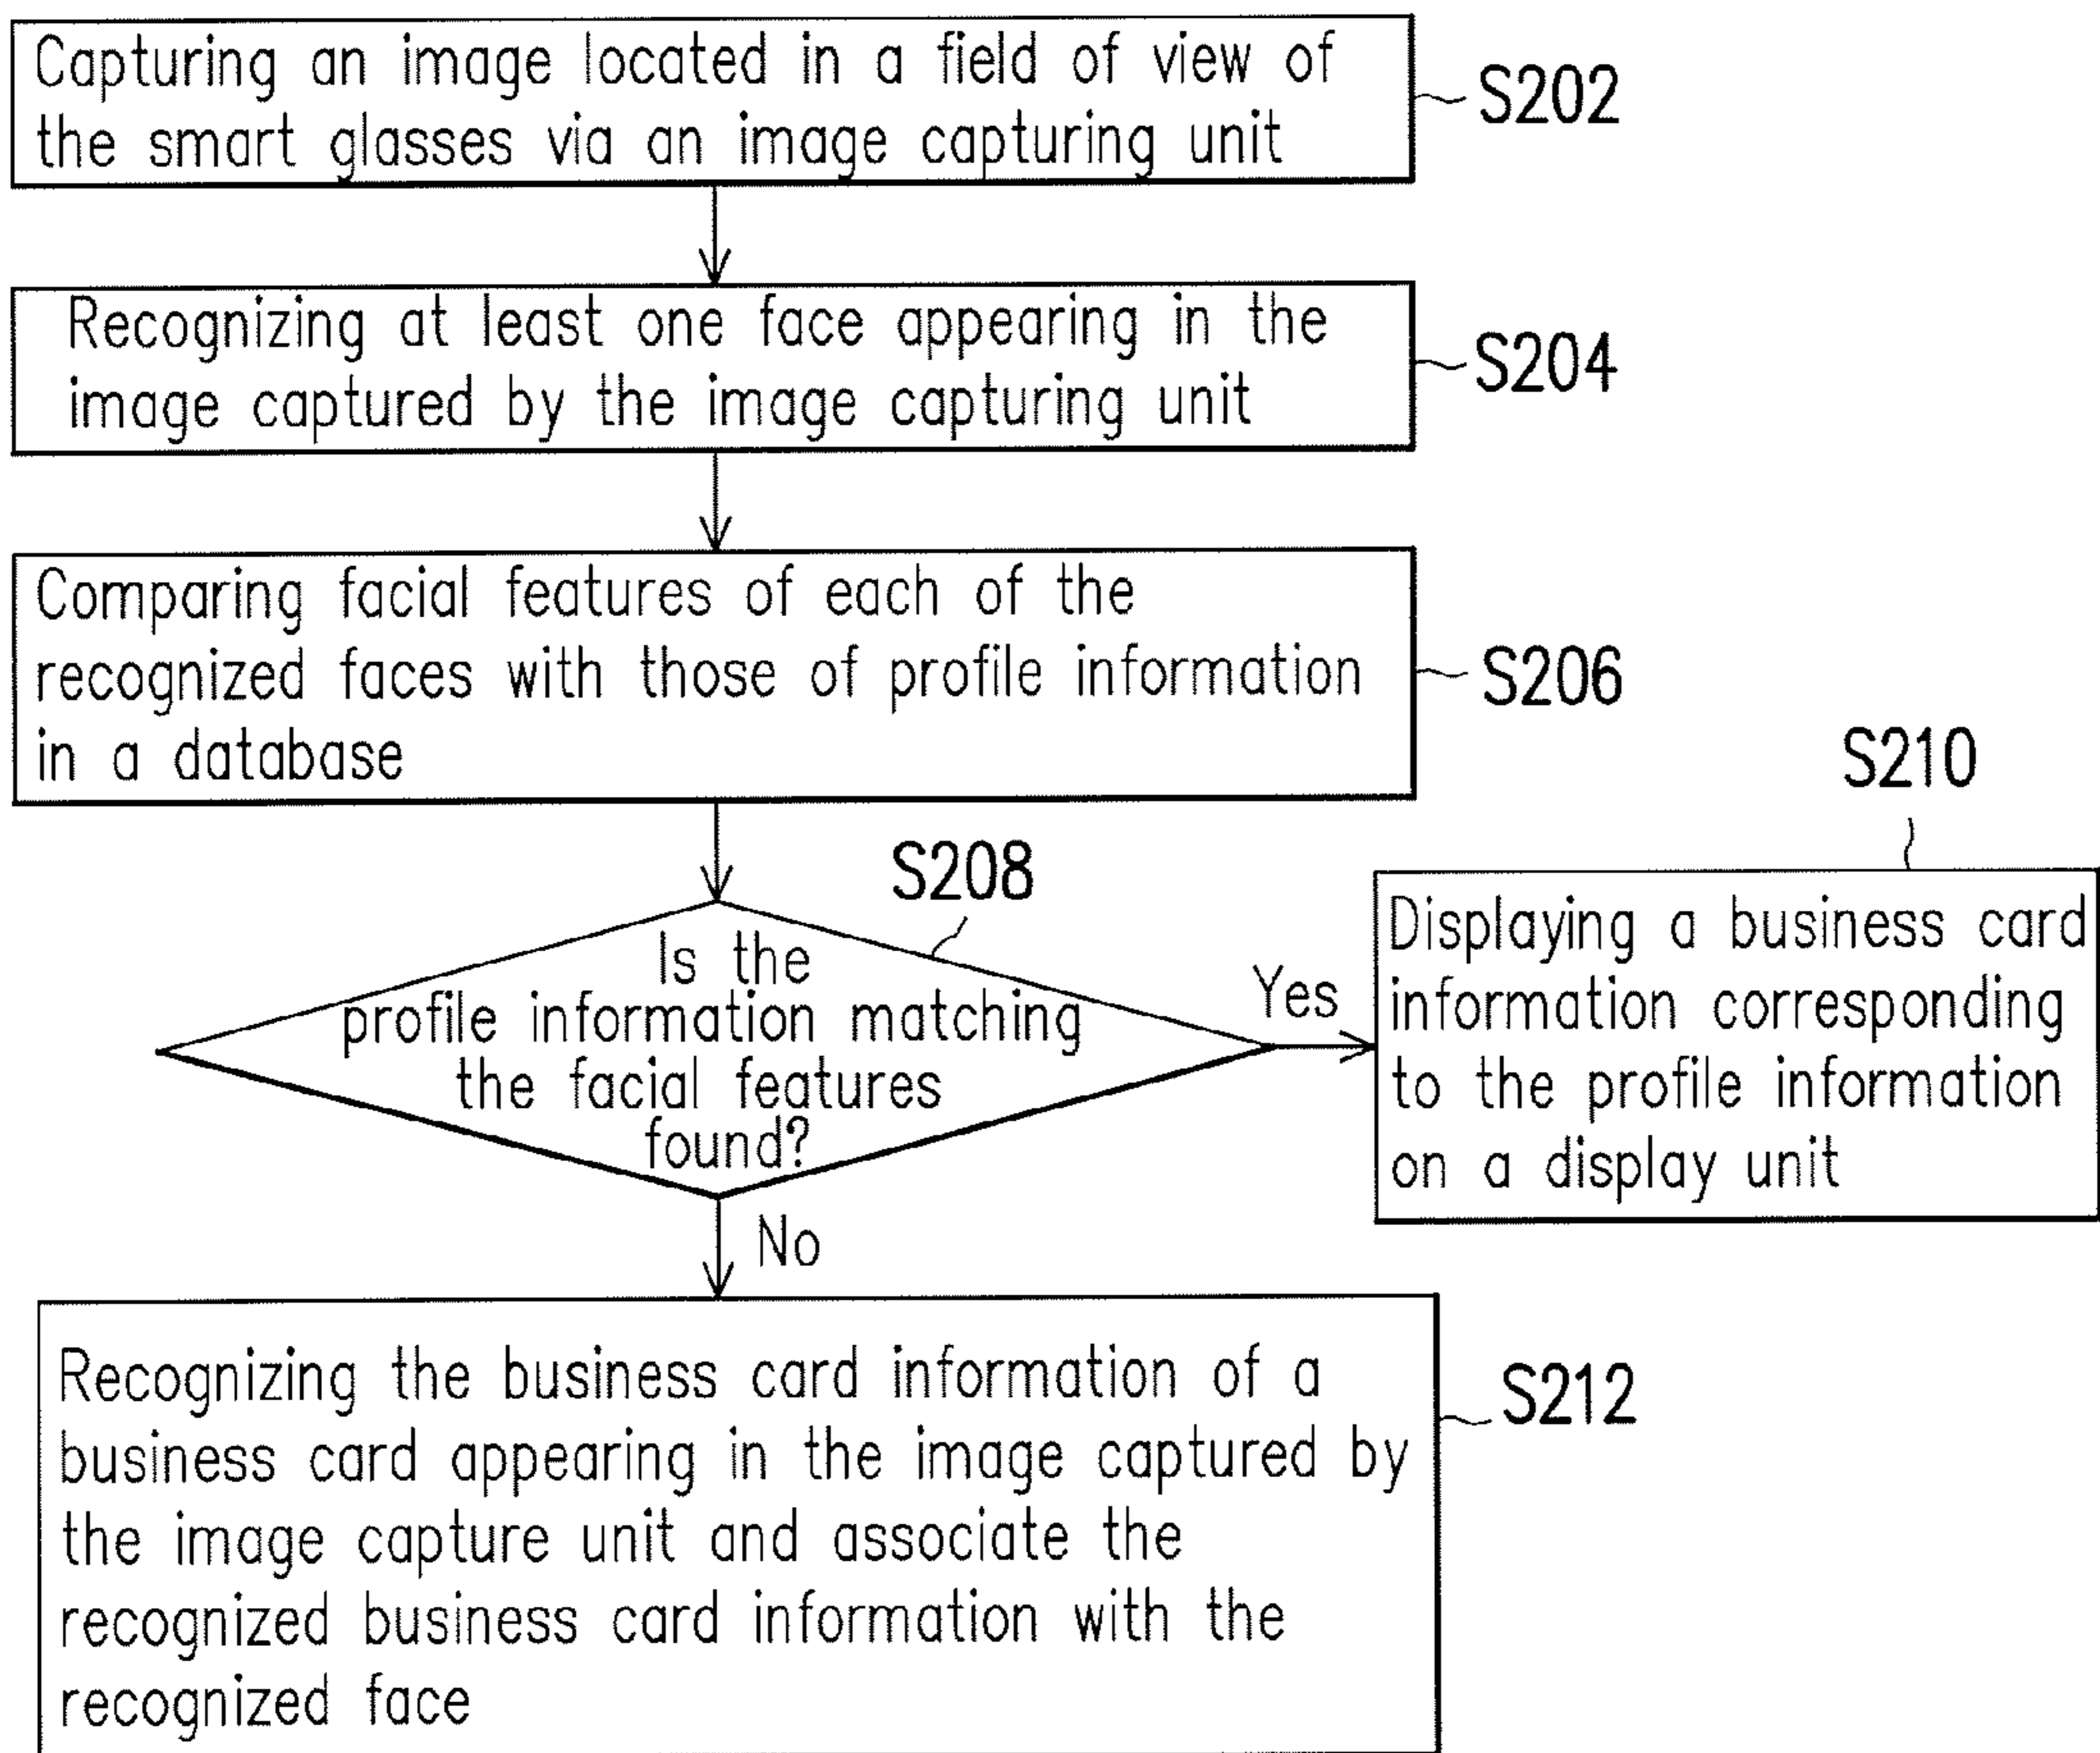 Capturing an image located in a field of view of
the smart glasses via an image capturing unit
S202
Recognizing at least one face appearing in the
image captured by the image capturing unit
S204
Comparing facial features of each of the
recognized faces with those of profile information
in a database
S206
S208
Is the
profile information matching
the facial features
found?
Yes
S210
Displaying a business card
information corresponding
to the profile information
on a display unit
No
Recognizing the business card information of a
business card appearing in the image captured by
the image capture unit and associate the
recognized business card information with the
recognized face
S212